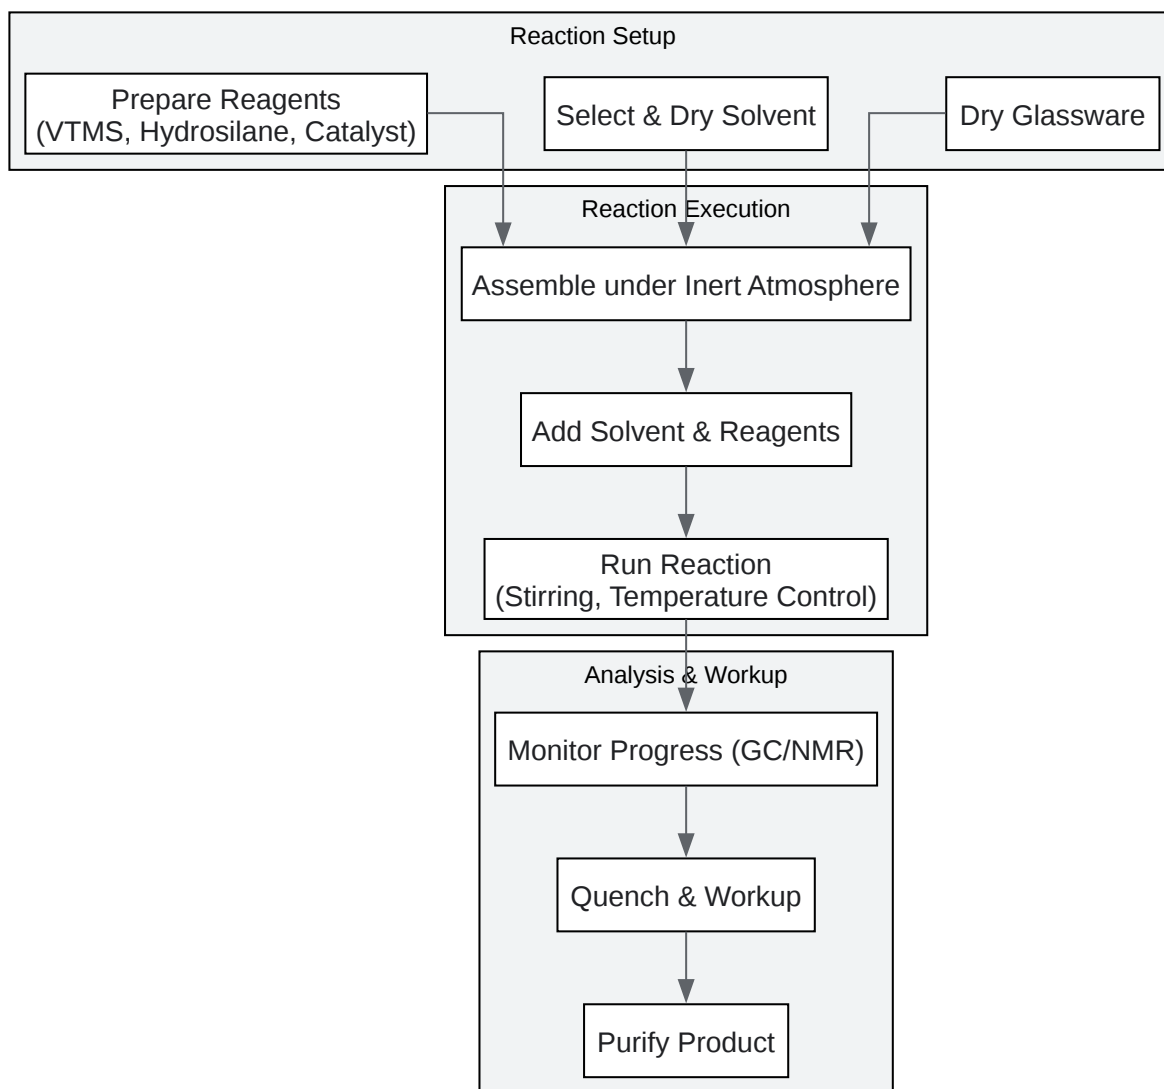 Reaction Setup
Prepare Reagents
(VTMS, Hydrosilane, Catalyst)
Select & Dry Solvent
Dry Glassware
Reaction Execution
Assemble under Inert Atmosphere
Add Solvent & Reagents
Run Reaction
(Stirring, Temperature Control)
Analysis & Workup
Monitor Progress (GC/NMR)
Quench & Workup
Purify Product